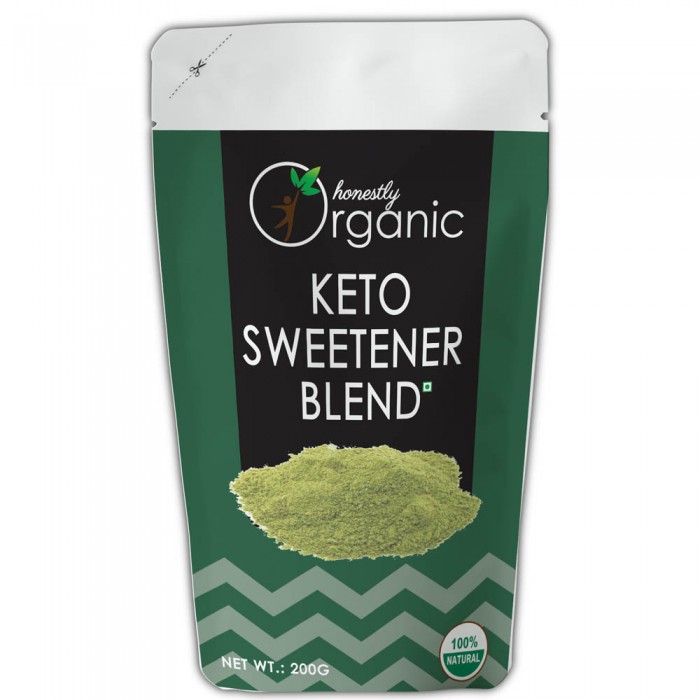 honestly
Organic
KETO
SWEETENER
BLEND
NET WT.: 200G
100%
NATURAL